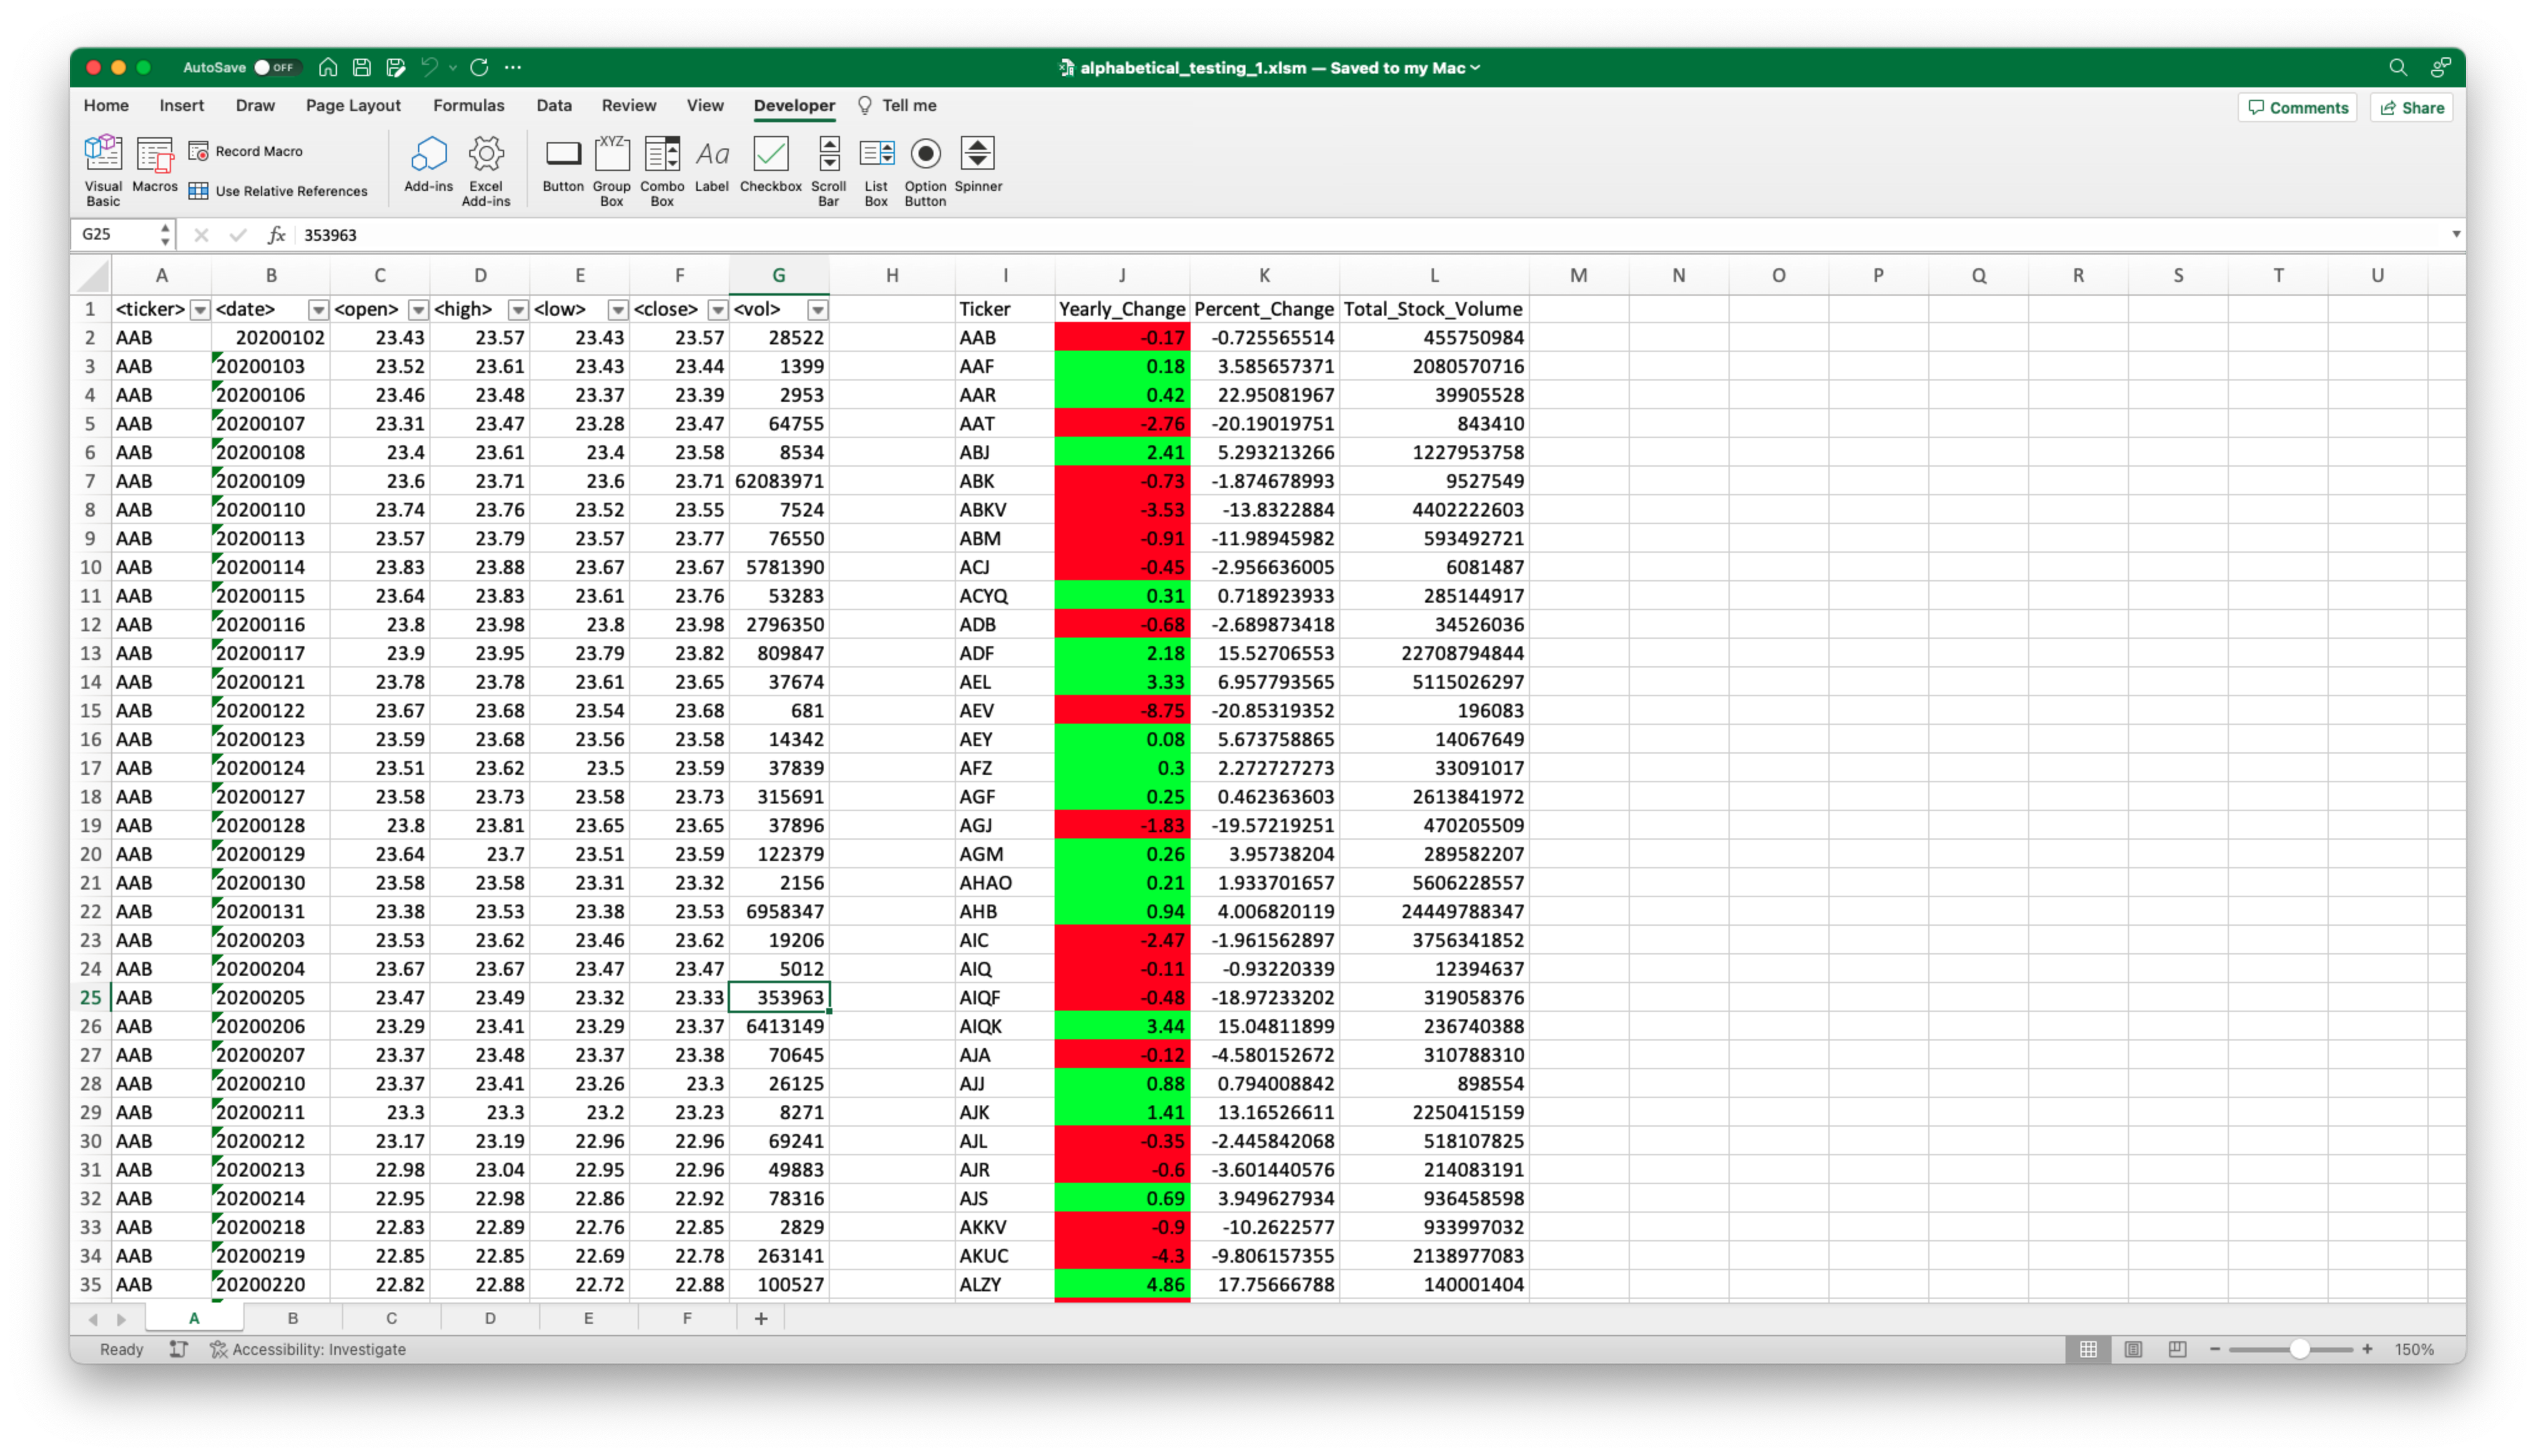 AutoSave OFF alphabetical_testing_1.xlsm — Saved to my Mac
Home Insert Draw Page Layout Formulas Data Review View Developer Tell me Comments Share
Visual Basic Macros Record Macro Use Relative References Add-ins Excel Add-ins Button XYZ Group Box Combo Box Aa Label Checkbox Scroll Bar List Box Option Button Spinner
G25 fx 353963
A B C D E F G H I J K L M N O P Q R S T U
1 <ticker> <date> <open> <high> <low> <close> <vol> Ticker Yearly_Change Percent_Change Total_Stock_Volume
2 AAB 20200102 23.43 23.57 23.43 23.57 28522 AAB -0.17 -0.725565514 455750984
3 AAB 20200103 23.52 23.61 23.43 23.44 1399 AAF 0.18 3.585657371 2080570716
4 AAB 20200106 23.46 23.48 23.37 23.39 2953 AAR 0.42 22.95081967 39905528
5 AAB 20200107 23.31 23.47 23.28 23.47 64755 AAT -2.76 -20.19019751 843410
6 AAB 20200108 23.4 23.61 23.4 23.58 8534 ABJ 2.41 5.293213266 1227953758
7 AAB 20200109 23.6 23.71 23.6 23.71 62083971 ABK -0.73 -1.874678993 9527549
8 AAB 20200110 23.74 23.76 23.52 23.55 7524 ABKV -3.53 -13.8322884 4402222603
9 AAB 20200113 23.57 23.79 23.57 23.77 76550 ABM -0.91 -11.98945982 593492721
10 AAB 20200114 23.83 23.88 23.67 23.67 5781390 ACJ -0.45 -2.956636005 6081487
11 AAB 20200115 23.64 23.83 23.61 23.76 53283 ACYQ 0.31 0.718923933 285144917
12 AAB 20200116 23.8 23.98 23.8 23.98 2796350 ADB -0.68 -2.689873418 34526036
13 AAB 20200117 23.9 23.95 23.79 23.82 809847 ADF 2.18 15.52706553 22708794844
14 AAB 20200121 23.78 23.78 23.61 23.65 37674 AEL 3.33 6.957793565 5115026297
15 AAB 20200122 23.67 23.68 23.54 23.68 681 AEV -8.75 -20.85319352 196083
16 AAB 20200123 23.59 23.68 23.56 23.58 14342 AEY 0.08 5.673758865 14067649
17 AAB 20200124 23.51 23.62 23.5 23.59 37839 AFZ 0.3 2.272727273 33091017
18 AAB 20200127 23.58 23.73 23.58 23.73 315691 AGF 0.25 0.462363603 2613841972
19 AAB 20200128 23.8 23.81 23.65 23.65 37896 AGJ -1.83 -19.57219251 470205509
20 AAB 20200129 23.64 23.7 23.51 23.59 122379 AGM 0.26 3.95738204 289582207
21 AAB 20200130 23.58 23.58 23.31 23.32 2156 AHAO 0.21 1.933701657 5606228557
22 AAB 20200131 23.38 23.53 23.38 23.53 6958347 AHB 0.94 4.006820119 24449788347
23 AAB 20200203 23.53 23.62 23.46 23.62 19206 AIC -2.47 -1.961562897 3756341852
24 AAB 20200204 23.67 23.67 23.47 23.47 5012 AIQ -0.11 -0.93220339 12394637
25 AAB 20200205 23.47 23.49 23.32 23.33 353963 AIQF -0.48 -18.97233202 319058376
26 AAB 20200206 23.29 23.41 23.29 23.37 6413149 AIQK 3.44 15.04811899 236740388
27 AAB 20200207 23.37 23.48 23.37 23.38 70645 AJA -0.12 -4.580152672 310788310
28 AAB 20200210 23.37 23.41 23.26 23.3 26125 AJJ 0.88 0.794008842 898554
29 AAB 20200211 23.3 23.3 23.2 23.23 8271 AJK 1.41 13.16526611 2250415159
30 AAB 20200212 23.17 23.19 22.96 22.96 69241 AJL -0.35 -2.445842068 518107825
31 AAB 20200213 22.98 23.04 22.95 22.96 49883 AJR -0.6 -3.601440576 214083191
32 AAB 20200214 22.95 22.98 22.86 22.92 78316 AJS 0.69 3.949627934 936458598
33 AAB 20200218 22.83 22.89 22.76 22.85 2829 AKKV -0.9 -10.2622577 933997032
34 AAB 20200219 22.85 22.85 22.69 22.78 263141 AKUC -4.3 -9.806157355 2138977083
35 AAB 20200220 22.82 22.88 22.72 22.88 100527 ALZY 4.86 17.75666788 140001404
A B C D E F +
Ready Accessibility: Investigate 150%